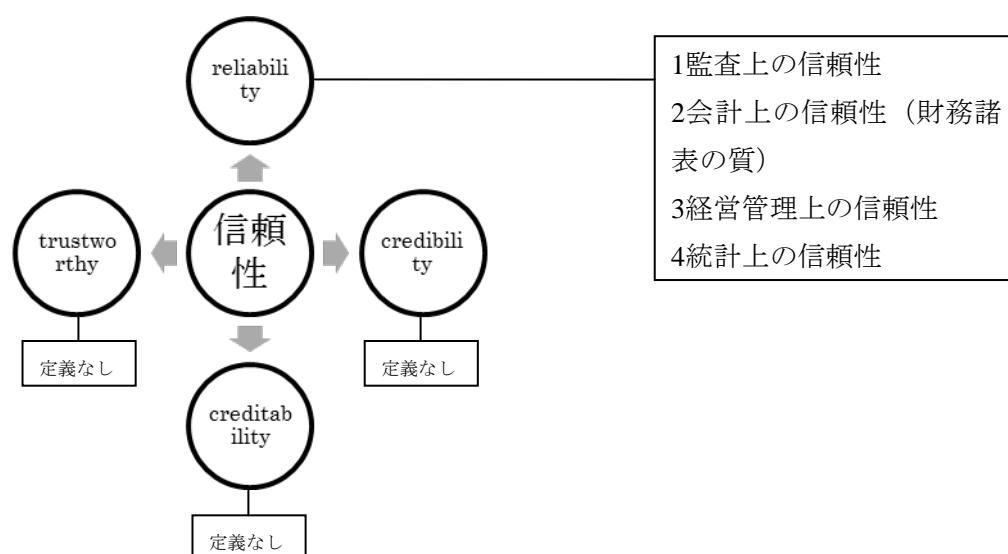 reliabili
ty
1監査上の信頼性
2会計上の信頼性（財務諸
表の質）
3経営管理上の信頼性
4統計上の信頼性
trustwo
rthy
信頼
性
credibili
ty
定義なし
定義なし
creditab
ility
定義なし